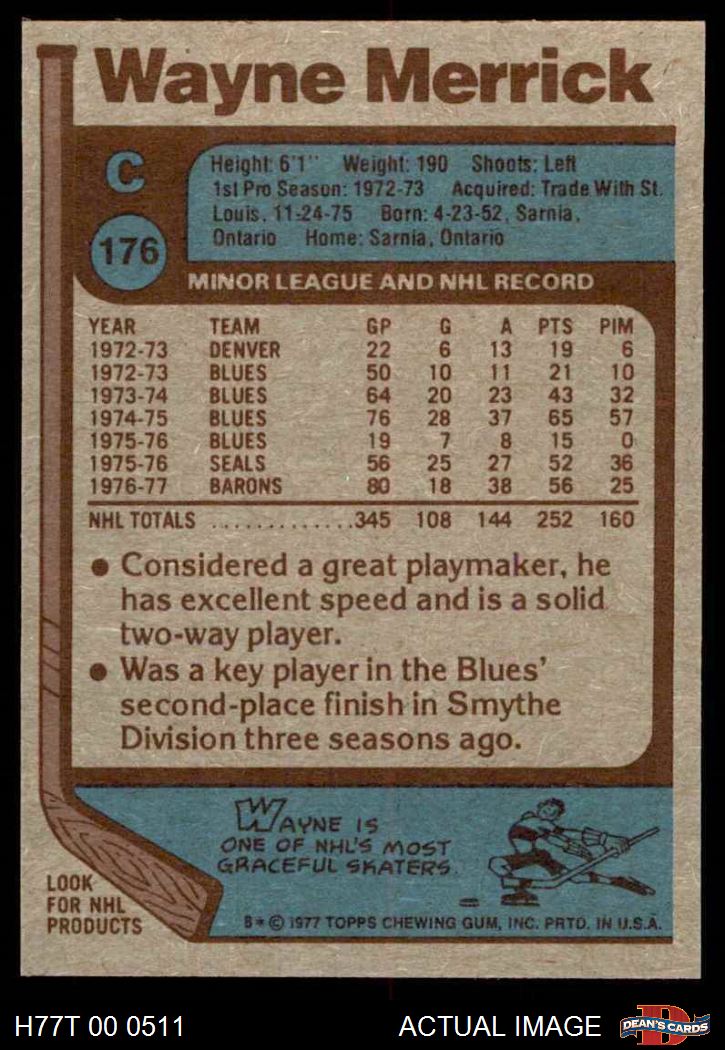 Wayne Merrick
C
176
Height: 6'1" Weight: 190 Shoots: Left
1st Pro Season: 1972-73 Acquired: Trade With St.
Louis, 11-24-75 Born: 4-23-52, Sarnia,
Ontario Home: Sarnia, Ontario
MINOR LEAGUE AND NHL RECORD
YEAR TEAM GP G A PTS PIM
1972-73 DENVER 22 6 13 19 6
1972-73 BLUES 50 10 11 21 10
1973-74 BLUES 64 20 23 43 32
1974-75 BLUES 76 28 37 65 57
1975-76 BLUES 19 7 8 15 0
1975-76 SEALS 56 25 27 52 36
1976-77 BARONS 80 18 38 56 25
NHL TOTALS .............345 108 144 252 160
● Considered a great playmaker, he
has excellent speed and is a solid
two-way player.
● Was a key player in the Blues'
second-place finish in Smythe
Division three seasons ago.
WAYNE IS
ONE OF NHL'S MOST
GRACEFUL SKATERS.
LOOK
FOR NHL
PRODUCTS
B * © 1977 TOPPS CHEWING GUM, INC. PRTD. IN U.S.A.
H77T 00 0511 ACTUAL IMAGE
D
DEAN'S CARDS